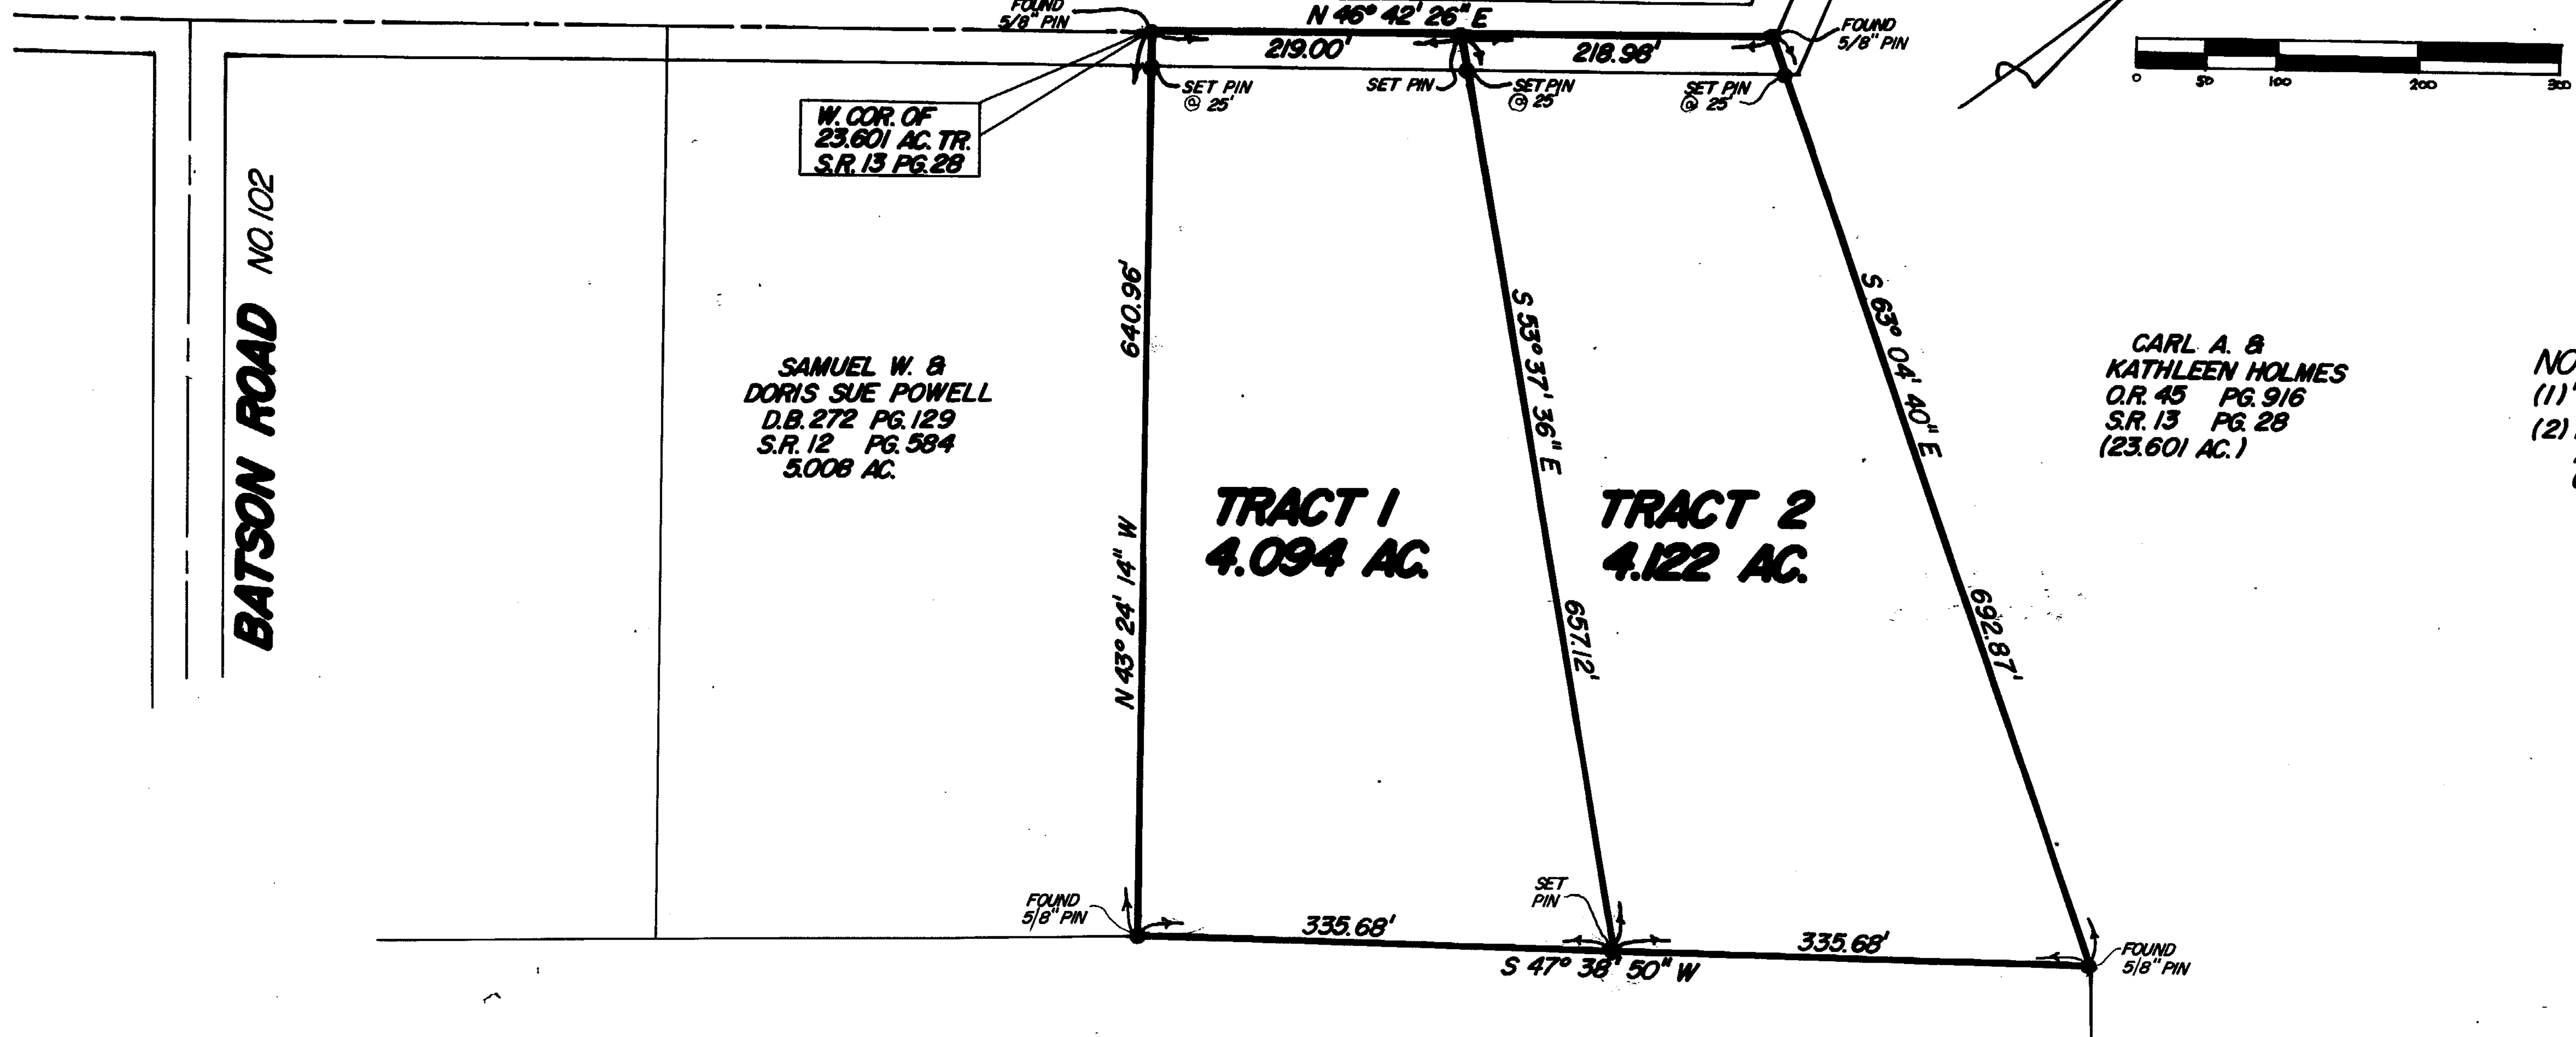 FOUND
5/8" PIN
N 46° 42' 26" E
219.00'
218.98'
FOUND
5/8" PIN
SET PIN
@ 25'
SET PIN
SET PIN
@ 25'
SET PIN
@ 25'
0 50 100 200 300
W. COR. OF
23.601 AC. TR.
S.R. 13 PG. 28
BATSON ROAD NO. 102
SAMUEL W. &
DORIS SUE POWELL
D.B. 272 PG. 129
S.R. 12 PG. 584
5.008 AC.
640.96'
N 43° 24' 14" W
TRACT 1
4.094 AC.
S 53° 37' 36" E
657.12'
TRACT 2
4.122 AC.
S 63° 04' 40" E
692.87'
CARL A. &
KATHLEEN HOLMES
O.R. 45 PG. 916
S.R. 13 PG. 28
(23.601 AC.)
NO
(1)
(2)
FOUND
5/8" PIN
335.68'
SET
PIN
335.68'
S 47° 38' 50" W
FOUND
5/8" PIN